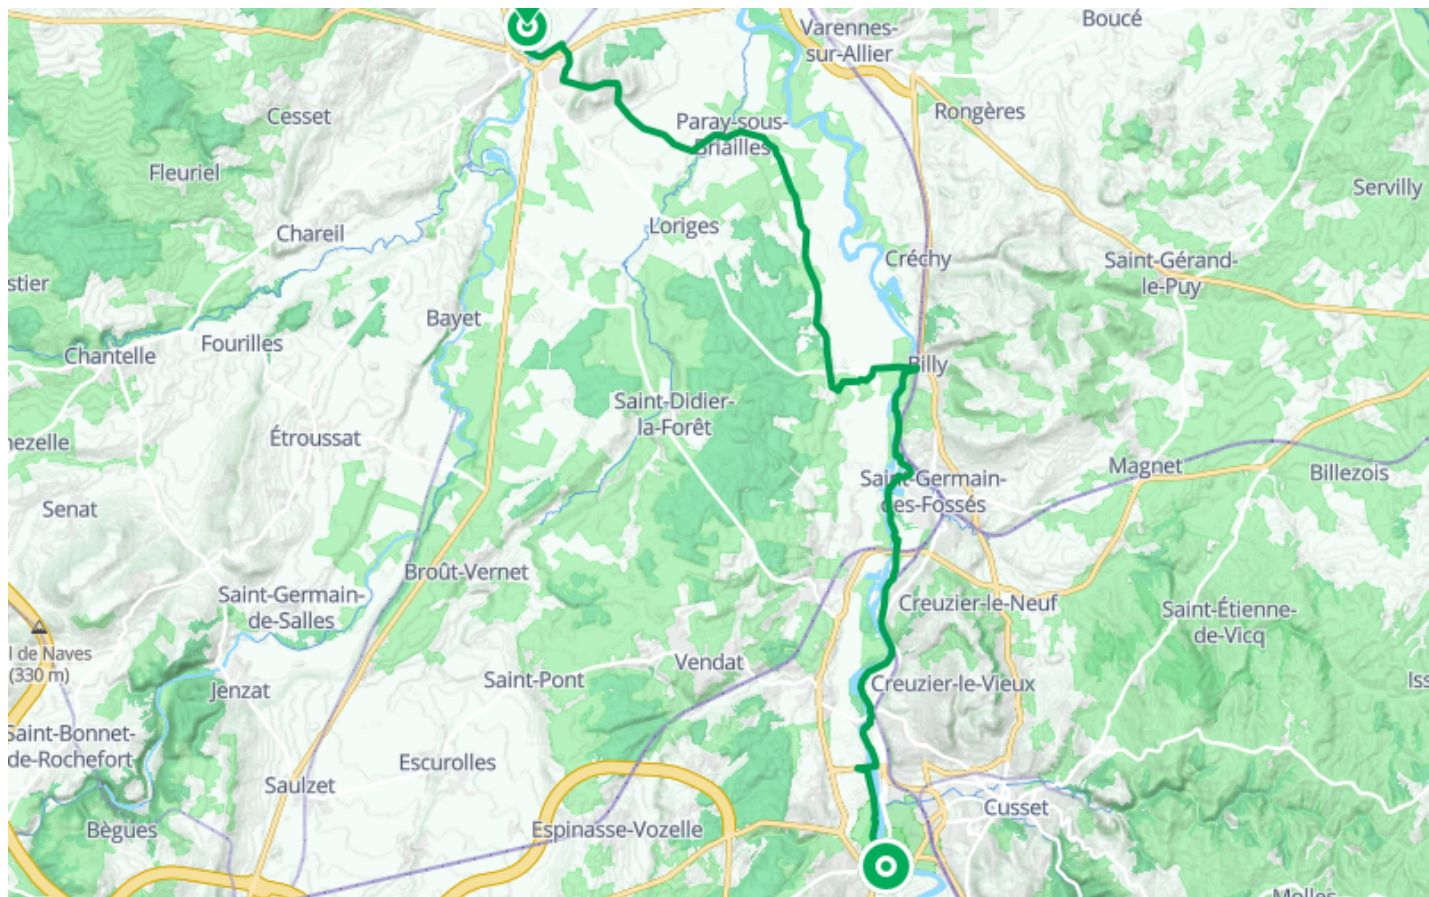 Boucé
Varennes-
sur-Allier
Cesset
Rongères
Paray-sous-
Briailles
Fleuriel
Servilly
Loriges
Chareil
Créchy
Saint-Gérand-
le-Puy
stier
Bayet
Fourilles
Chantelle
Billy
Saint-Didier-
la-Forêt
nezelle
Étroussat
Magnet
Billezois
Saint-Germain-
des-Fossés
Senat
Broût-Vernet
Saint-Germain-
de-Salles
Creuzier-le-Neuf
Saint-Étienne-
de-Vicq
l de Naves
(330 m)
Vendat
Saint-Pont
Creuzier-le-Vieux
Iss
Jenzat
Saint-Bonnet-
de-Rochefort
Escurolles
Saulzet
Cusset
Bègues
Espinasse-Vozelle
Molles